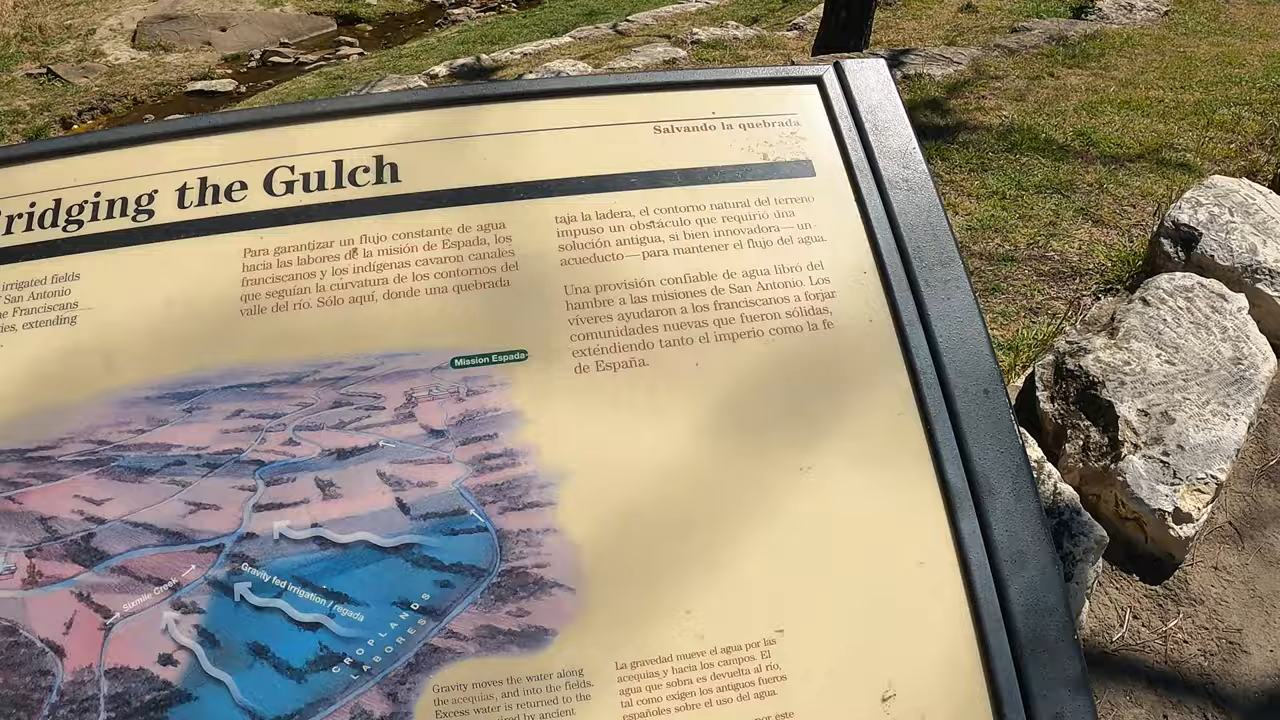 Salvando la quebrada
ridging the Gulch
irrigated fields
San Antonio
Franciscans
extending
Para garantizar un flujo constante de agua
hacia las labores de la misión de Espada, los
franciscanos y los indígenas cavaron canales
que seguían la curvatura de los contornos del
valle del río. Sólo aquí, donde una quebrada
taja la ladera, el contorno natural del terreno
impuso un obstáculo que requirió una
solución antigua, si bien innovadora—un
acueducto—para mantener el flujo del agua.
Una provisión confiable de agua libró del
hambre a las misiones de San Antonio. Los
víveres ayudaron a los franciscanos a forjar
comunidades nuevas que fueron sólidas,
exténdiendo tanto el imperio como la fe
de España.
Mission Espada
Sixmile Creek
Gravity fed Irrigation / regada
CROPLANDS
LABORES
Gravity moves the water along
the acequias, and into the fields.
Excess water is returned to the
by ancient
La gravedad mueve el agua por las
acequias y hacia los campos. El
agua que sobra es devuelta al río,
tal como exigen los antiguos fueros
españoles sobre el uso del agua.
por éste